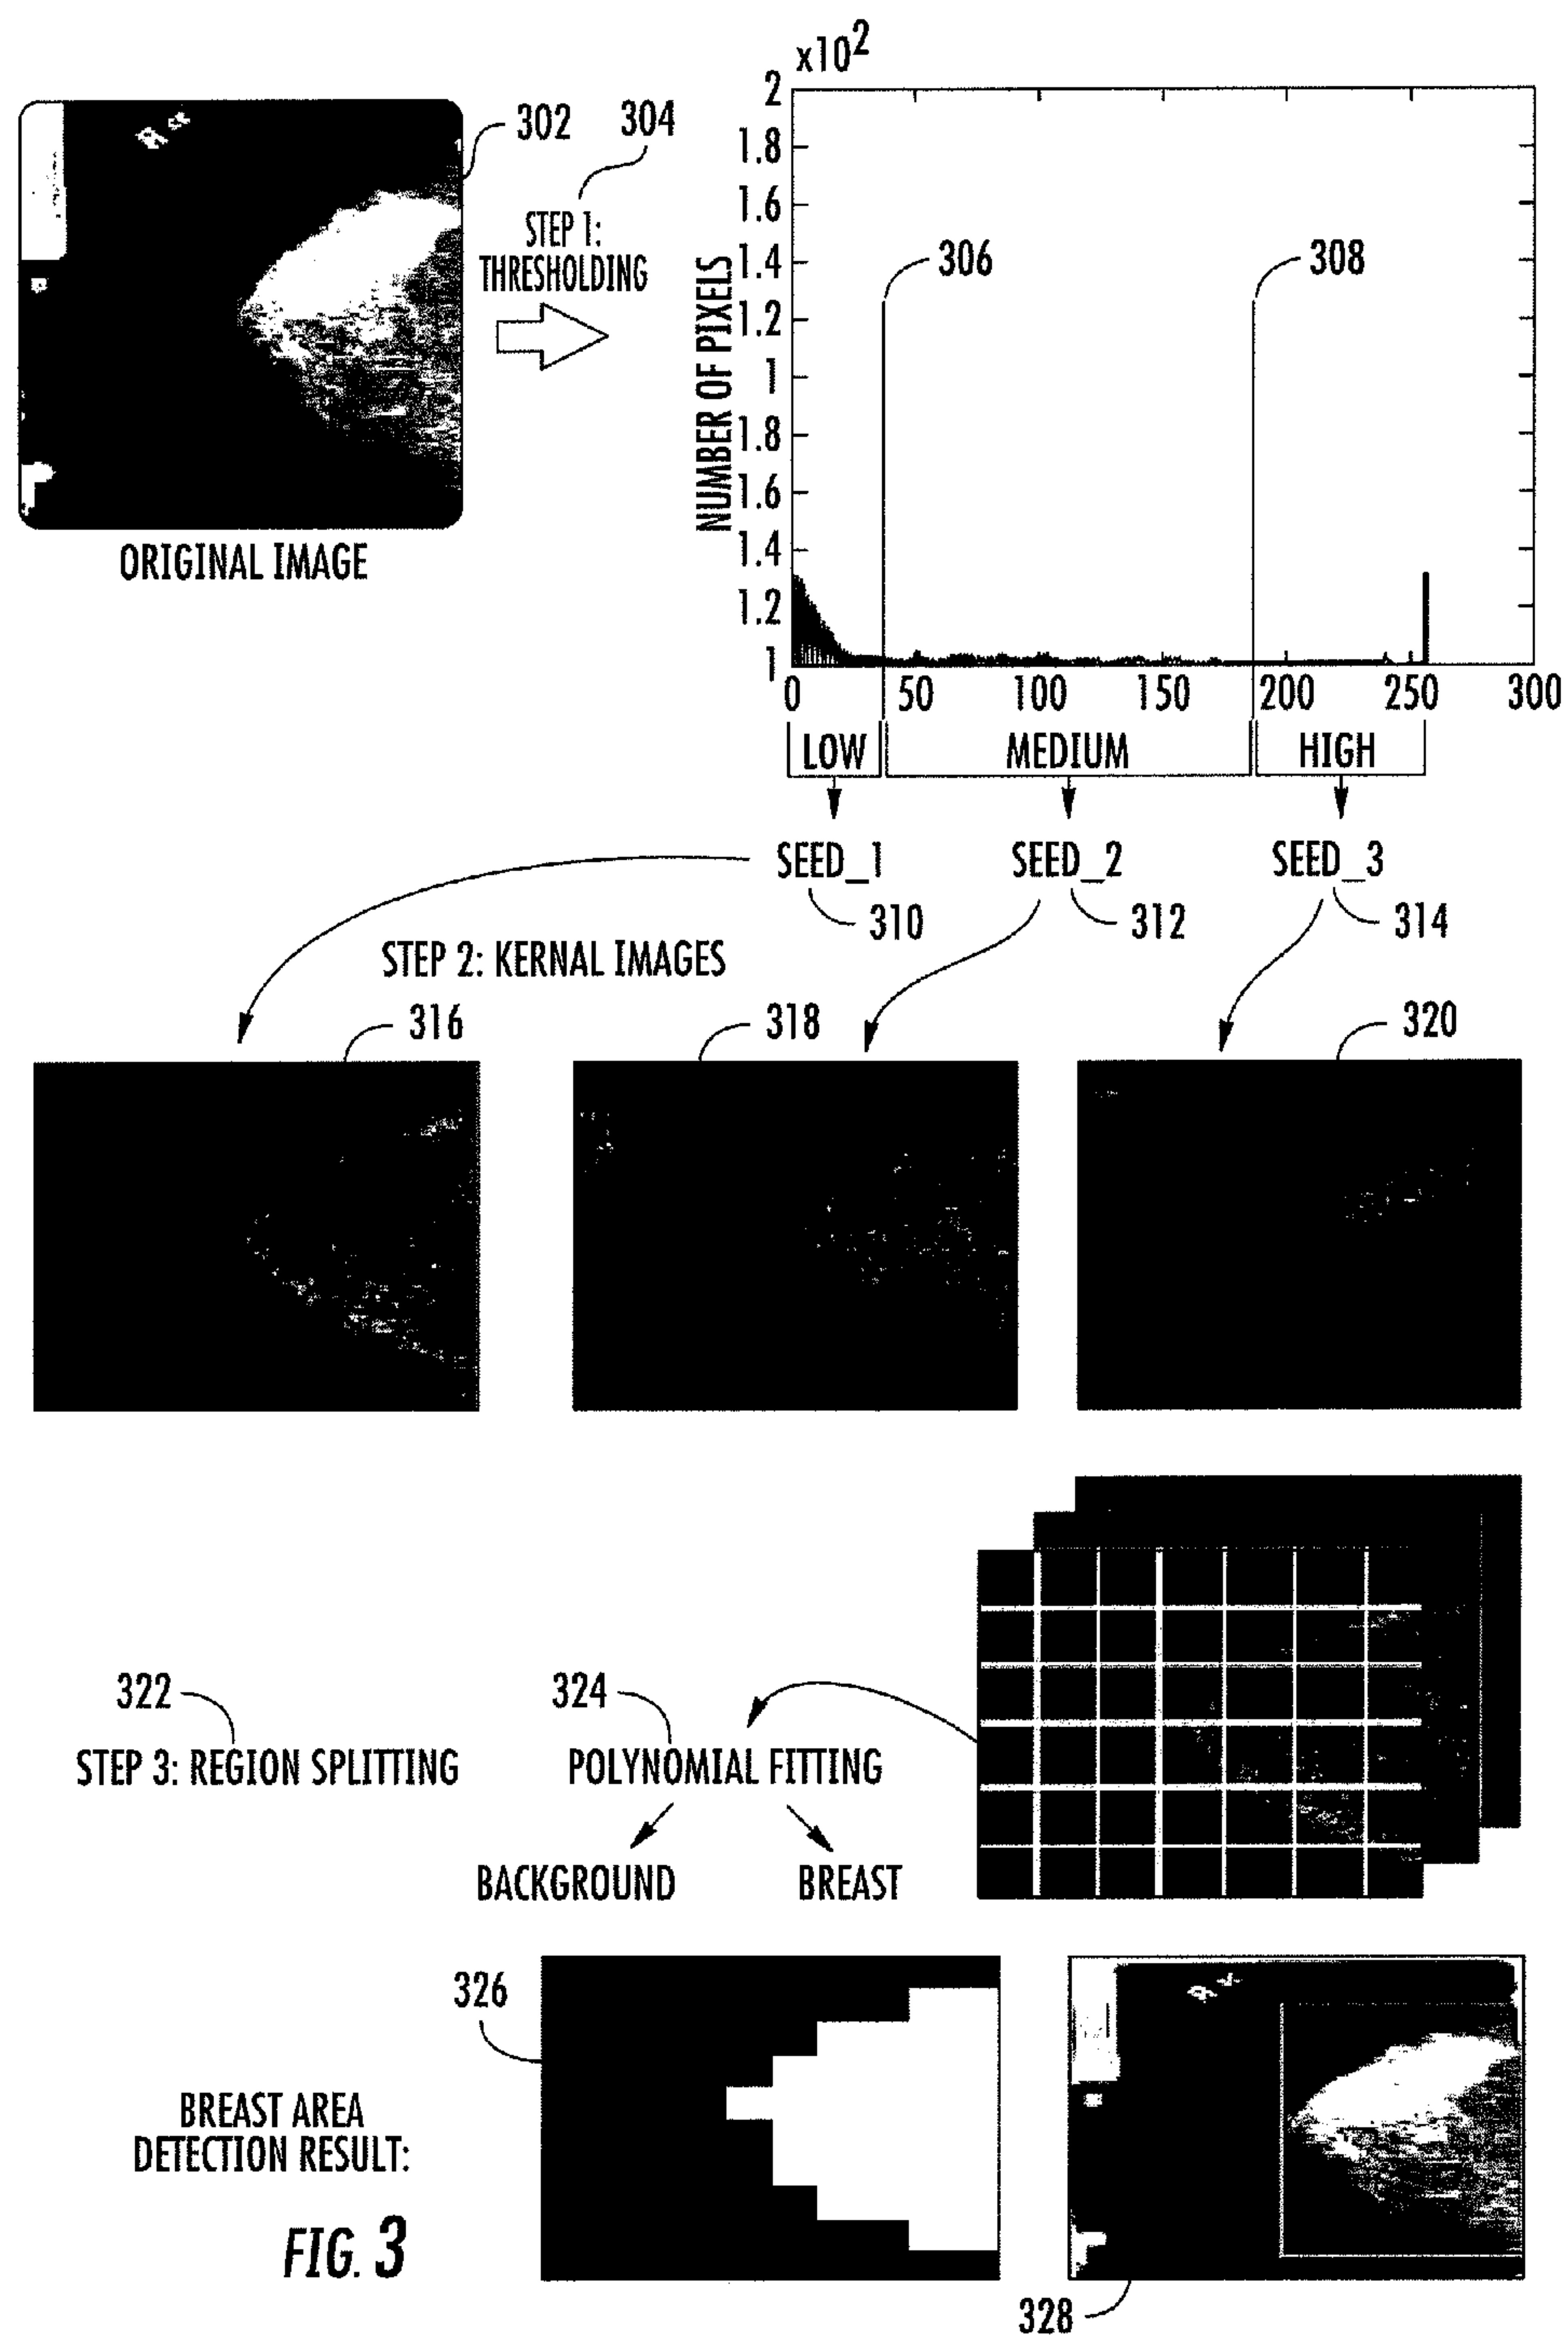 x10²
2
1.8
1.6
1.4
1.2
1
1.8
1.6
1.4
1.2
1
NUMBER OF PIXELS
302
304
STEP 1:
THRESHOLDING
306
308
ORIGINAL IMAGE
0 50 100 150 200 250 300
LOW MEDIUM HIGH
SEED_1 SEED_2 SEED_3
310 312 314
STEP 2: KERNAL IMAGES
316 318 320
322 324
STEP 3: REGION SPLITTING
POLYNOMIAL FITTING
BACKGROUND BREAST
326
BREAST AREA
DETECTION RESULT:
FIG. 3
328